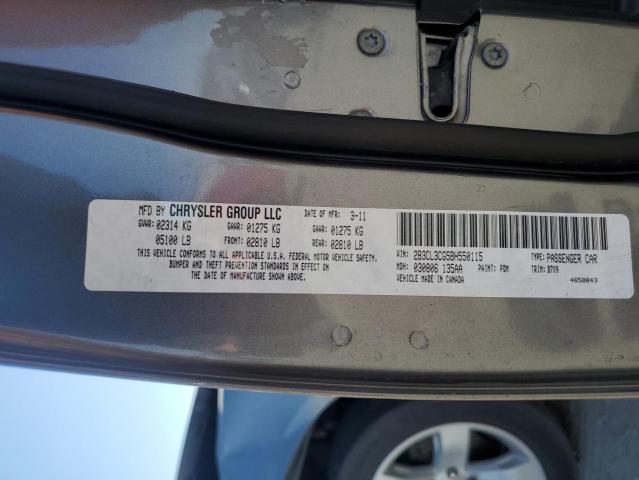 MFD BY CHRYSLER GROUP LLC DATE OF MFR. 3-11
GVWR: 02314 KG GAWR: 01275 KG GAWR: 01275 KG
05100 LB FRONT: 02810 LB REAR: 02810 LB
THIS VEHICLE CONFORMS TO ALL APPLICABLE U.S.A. FEDERAL MOTOR VEHICLE SAFETY,
BUMPER AND THEFT PREVENTION STANDARDS IN EFFECT ON
THE DATE OF MANUFACTURE SHOWN ABOVE.
VIN: 2B3CL3CG5BH550115 TYPE: PASSENGER CAR
MDH: 030806 135AA PAINT: PDM TRIM: B7X9
VEHICLE MADE IN CANADA 4658843